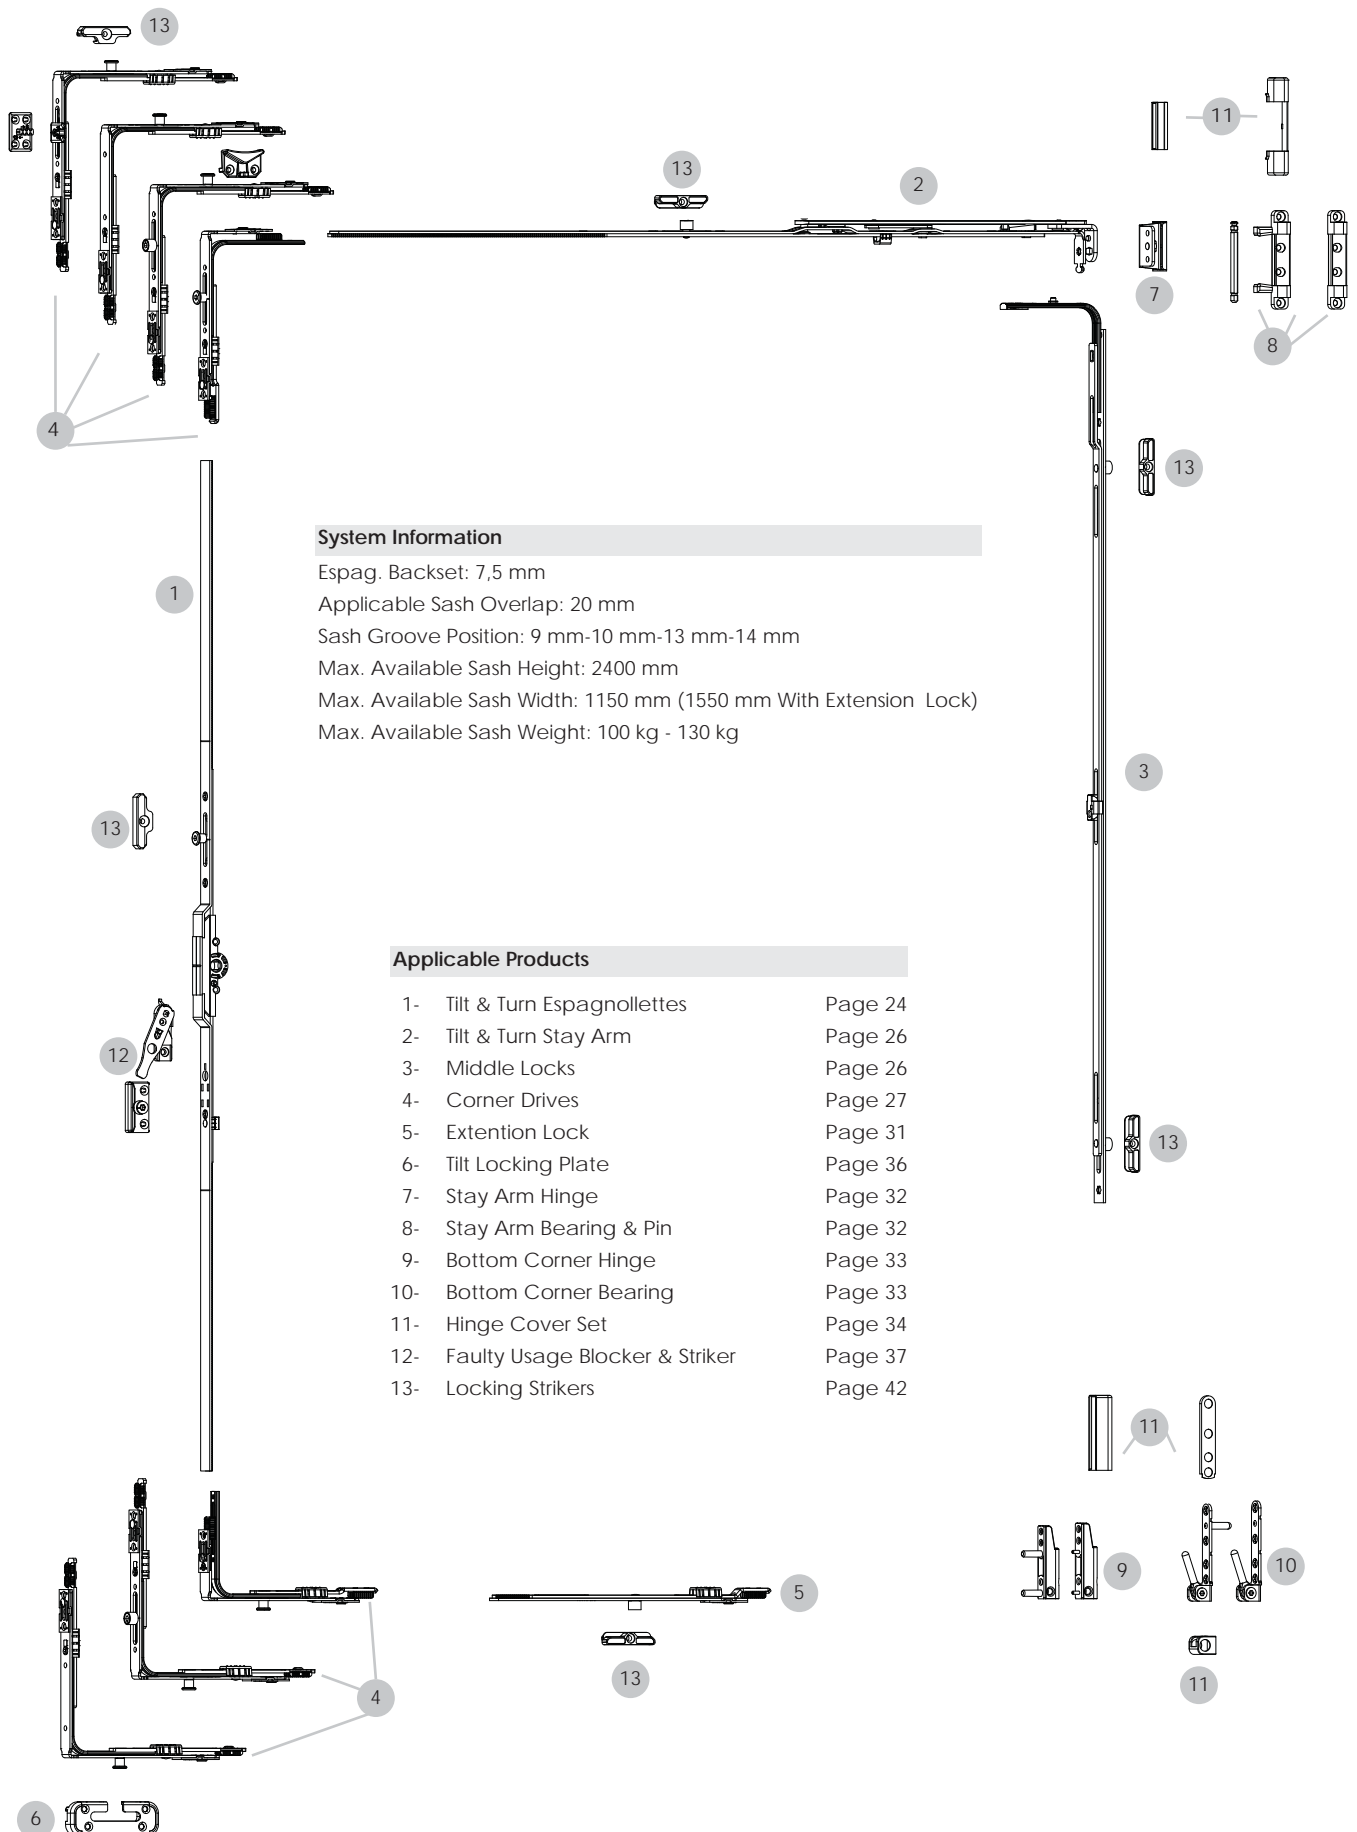 13
11
13
2
7
8
4
13
System Information
Espag. Backset: 7,5 mm
Applicable Sash Overlap: 20 mm
Sash Groove Position: 9 mm-10 mm-13 mm-14 mm
Max. Available Sash Height: 2400 mm
Max. Available Sash Width: 1150 mm (1550 mm With Extension Lock)
Max. Available Sash Weight: 100 kg - 130 kg
1
3
13
12
Applicable Products
1- Tilt & Turn Espagnollettes Page 24
2- Tilt & Turn Stay Arm Page 26
3- Middle Locks Page 26
4- Corner Drives Page 27
5- Extention Lock Page 31
6- Tilt Locking Plate Page 36
7- Stay Arm Hinge Page 32
8- Stay Arm Bearing & Pin Page 32
9- Bottom Corner Hinge Page 33
10- Bottom Corner Bearing Page 33
11- Hinge Cover Set Page 34
12- Faulty Usage Blocker & Striker Page 37
13- Locking Strikers Page 42
13
11
9
10
5
13
11
4
6